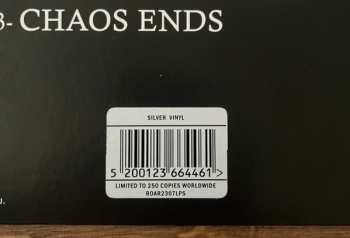 3- CHAOS ENDS
SILVER VINYL
5 200123 664461 >
LIMITED TO 250 COPIES WORLDWIDE
ROAR2307LPS